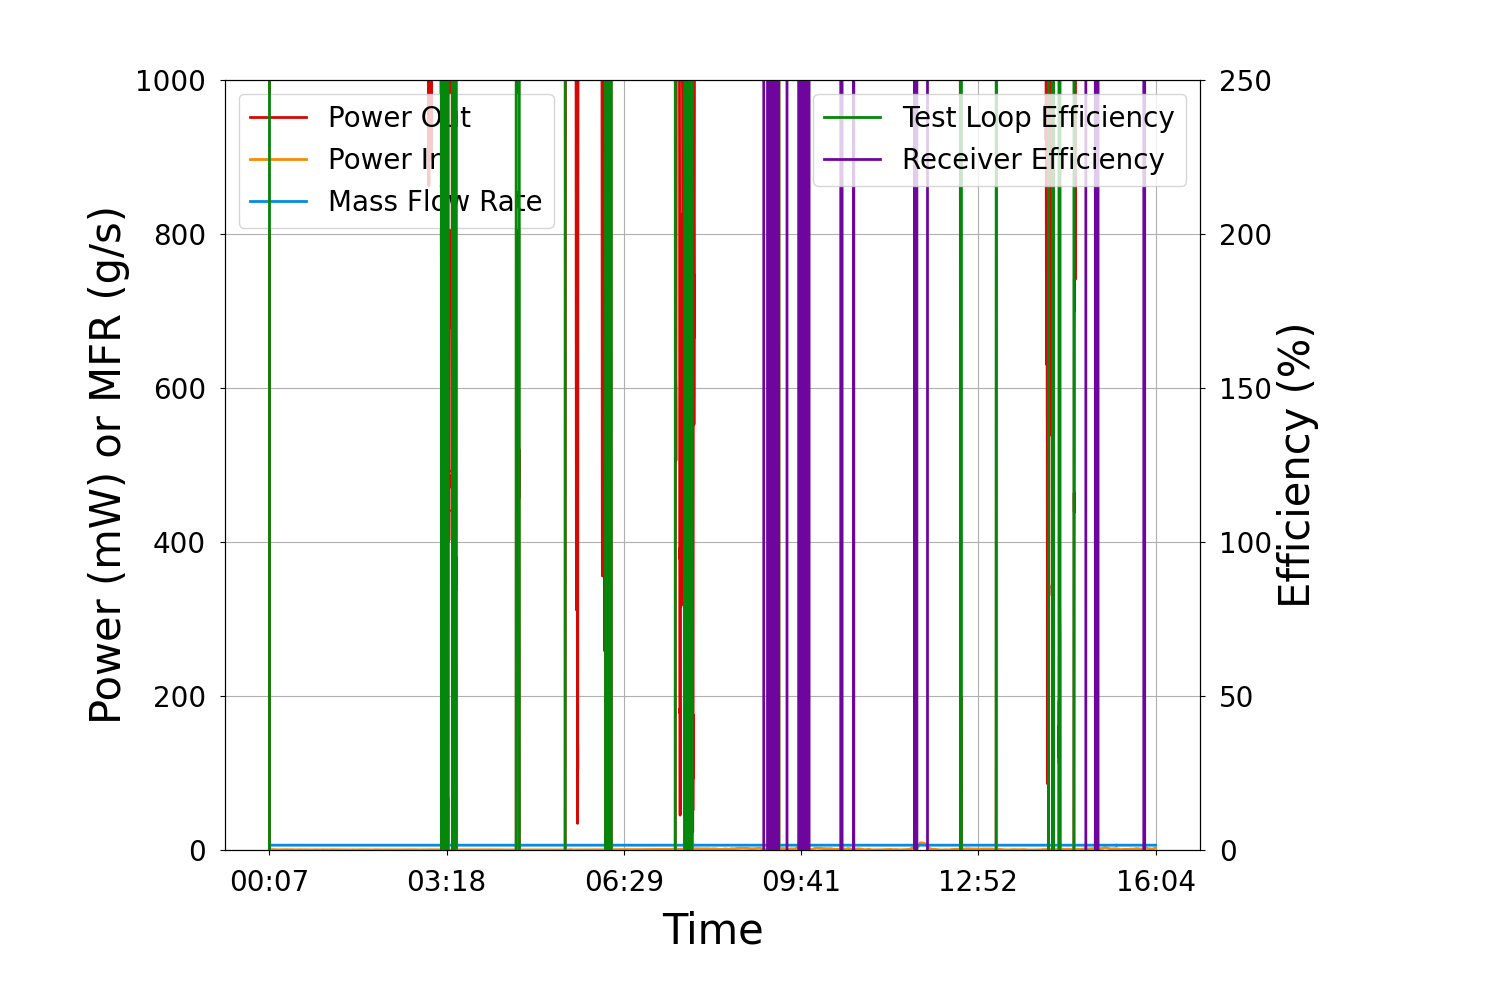 1000
800
600
400
200
0
Power (mW) or MFR (g/s)
Power Out
Power In
Mass Flow Rate
Test Loop Efficiency
Receiver Efficiency
250
200
150
100
50
0
Efficiency (%)
00:07 03:18 06:29 09:41 12:52 16:04
Time